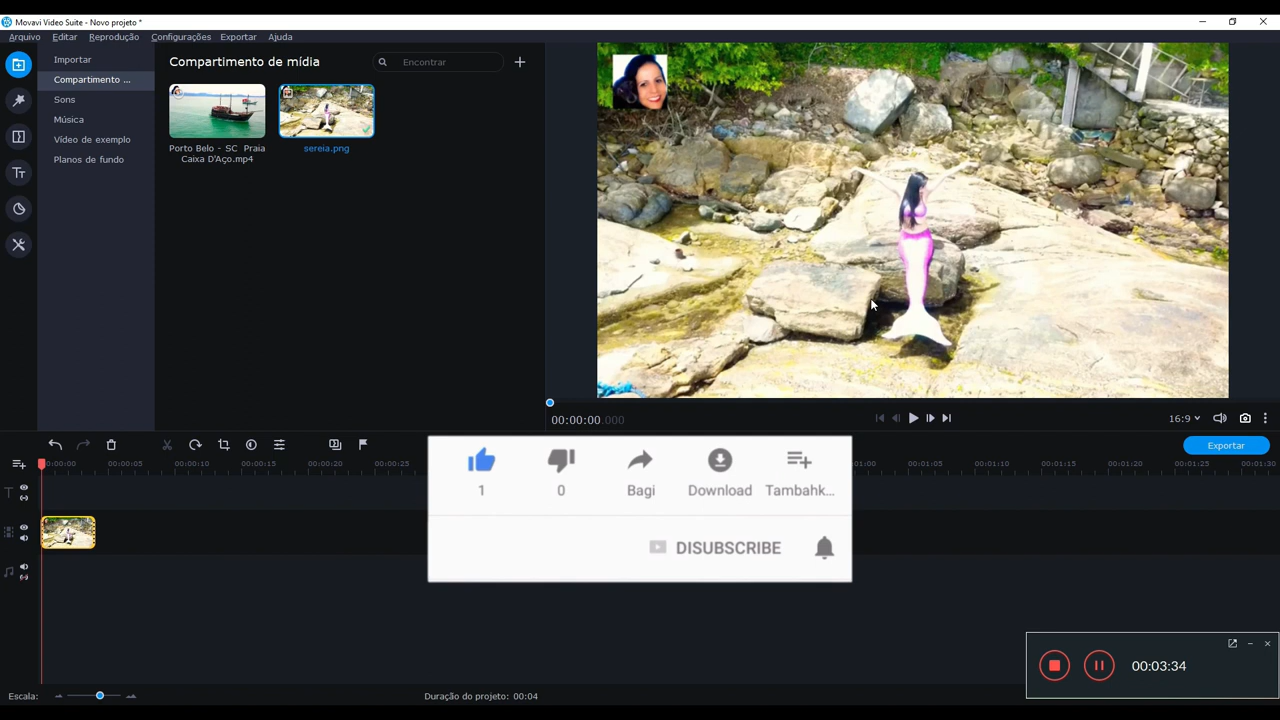 Movavi Video Suite - Novo projeto *
Arquivo Editar Reprodução Configurações Exportar Ajuda
Importar
Compartimento ...
Sons
Música
Vídeo de exemplo
Planos de fundo
Compartimento de mídia
Encontrar
Porto Belo - SC Praia
Caixa D'Aço.mp4
sereia.png
00:00:00.000
16:9
Exportar
:00:00 00:00:05 00:00:10 00:00:15 00:00:20 00:00:25 :01:00 00:01:05 00:01:10 00:01:15 00:01:20 00:01:25 00:01:30
1 0 Bagi Download Tambahk...
DISUBSCRIBE
00:03:34
Escala:
Duração do projeto: 00:04